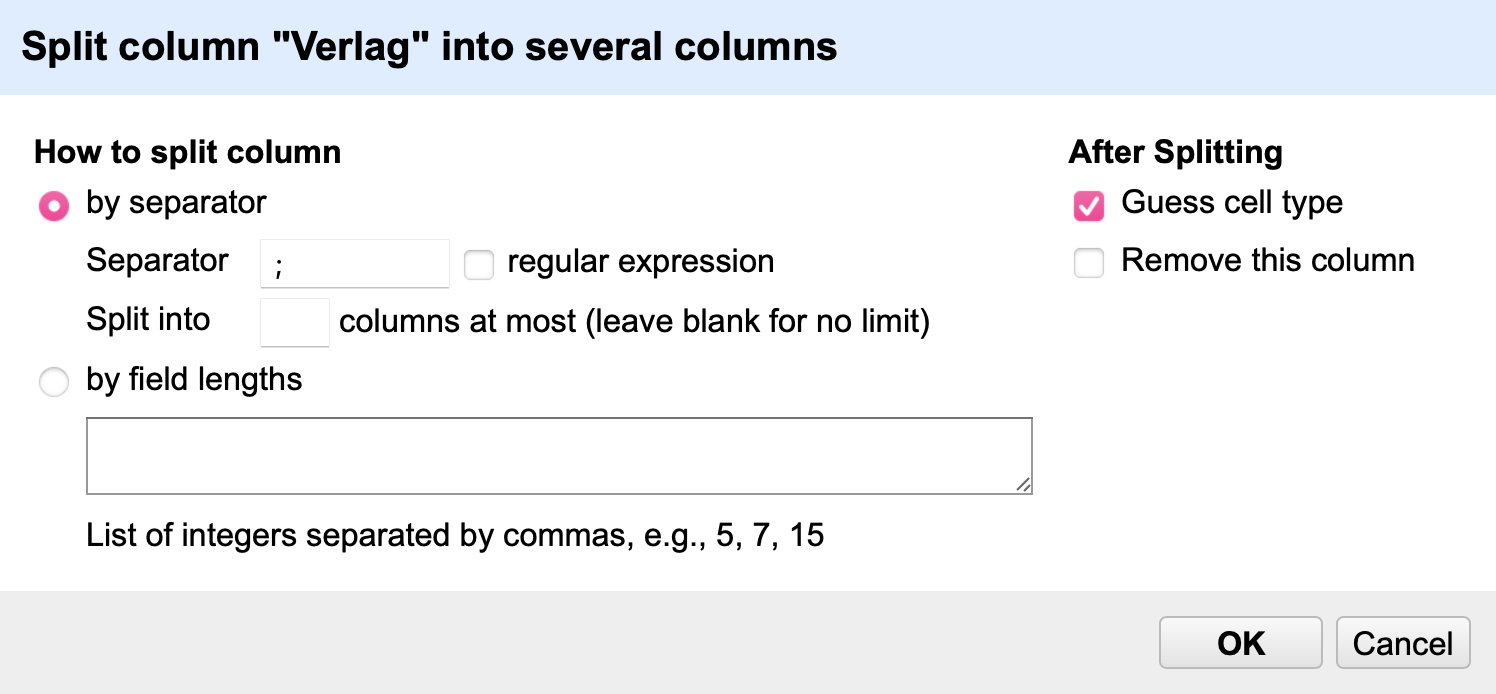 Split column "Verlag" into several columns
How to split column
by separator
Separator ; regular expression
Split into columns at most (leave blank for no limit)
by field lengths
List of integers separated by commas, e.g., 5, 7, 15
After Splitting
Guess cell type
Remove this column
OK Cancel